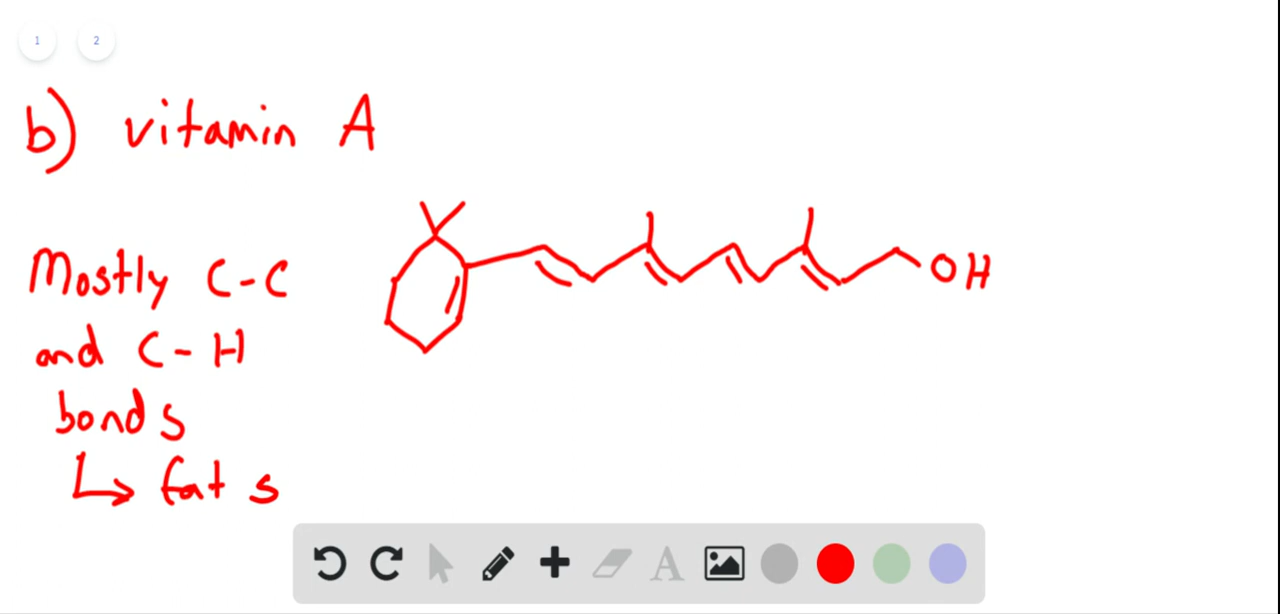 1 2
b) vitamin A
Mostly C-C
and C-H
bonds
↳ fats
OH
A